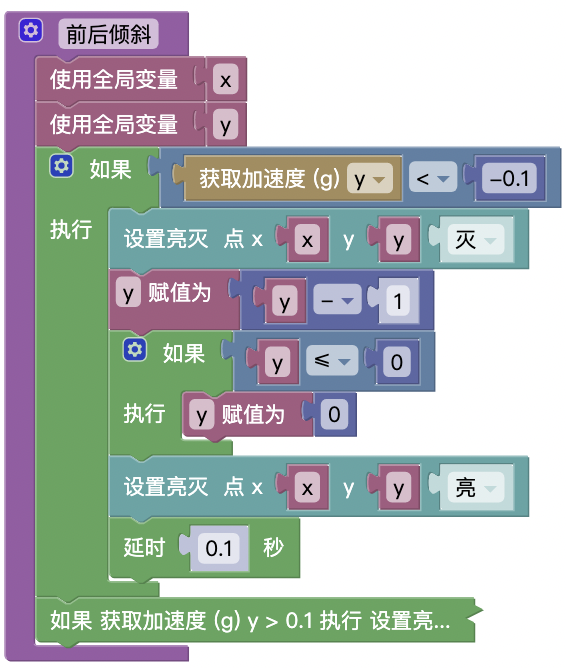 前后倾斜
使用全局变量 x
使用全局变量 y
如果 获取加速度 (g) y < −0.1
执行 设置亮灭 点 x x y y 灭
y 赋值为 y − 1
如果 y ≤ 0
执行 y 赋值为 0
设置亮灭 点 x x y y 亮
延时 0.1 秒
如果 获取加速度 (g) y > 0.1 执行 设置亮...